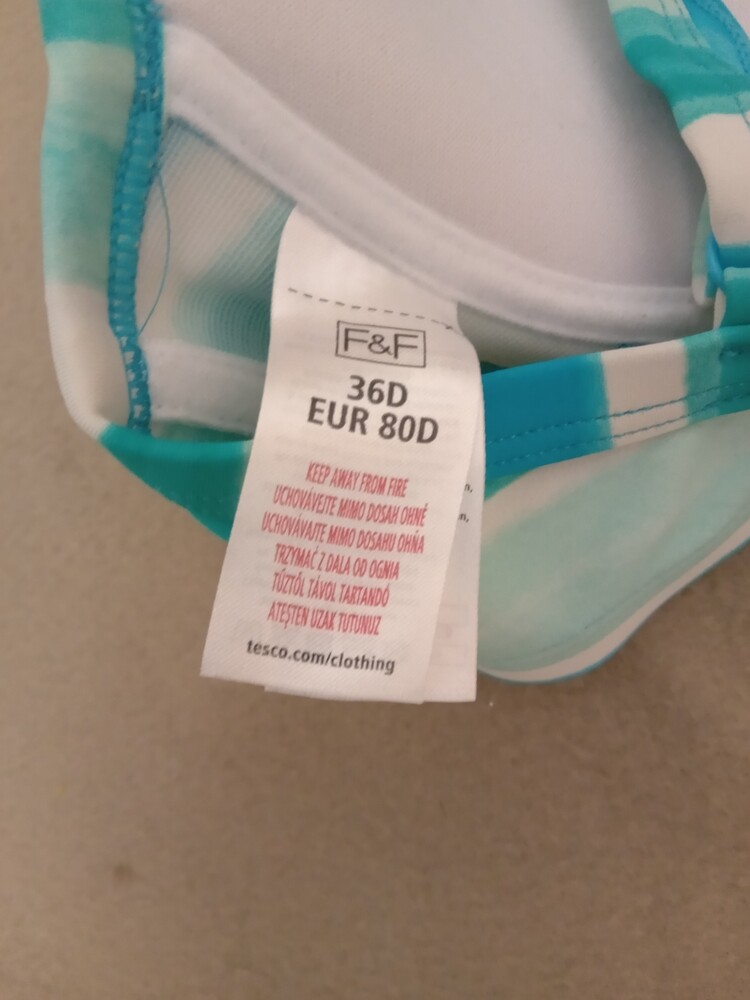 F&F
36D
EUR 80D
KEEP AWAY FROM FIRE
UCHOVÁVEJTE MIMO DOSAH OHNĚ
UCHOVÁVAJTE MIMO DOSAHU OHŇA
TRZYMAĆ Z DALA OD OGNIA
TŰZTŐL TÁVOL TARTANDÓ
ATEŞTEN UZAK TUTUNUZ
tesco.com/clothing